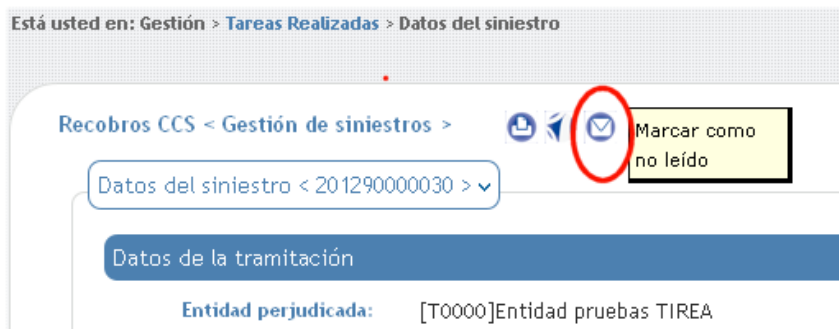 Está usted en: Gestión > Tareas Realizadas > Datos del siniestro
Recobros CCS < Gestión de siniestros >
Marcar como
no leído
Datos del siniestro < 201290000030 >
Datos de la tramitación
Entidad perjudicada: [T0000]Entidad pruebas TIREA